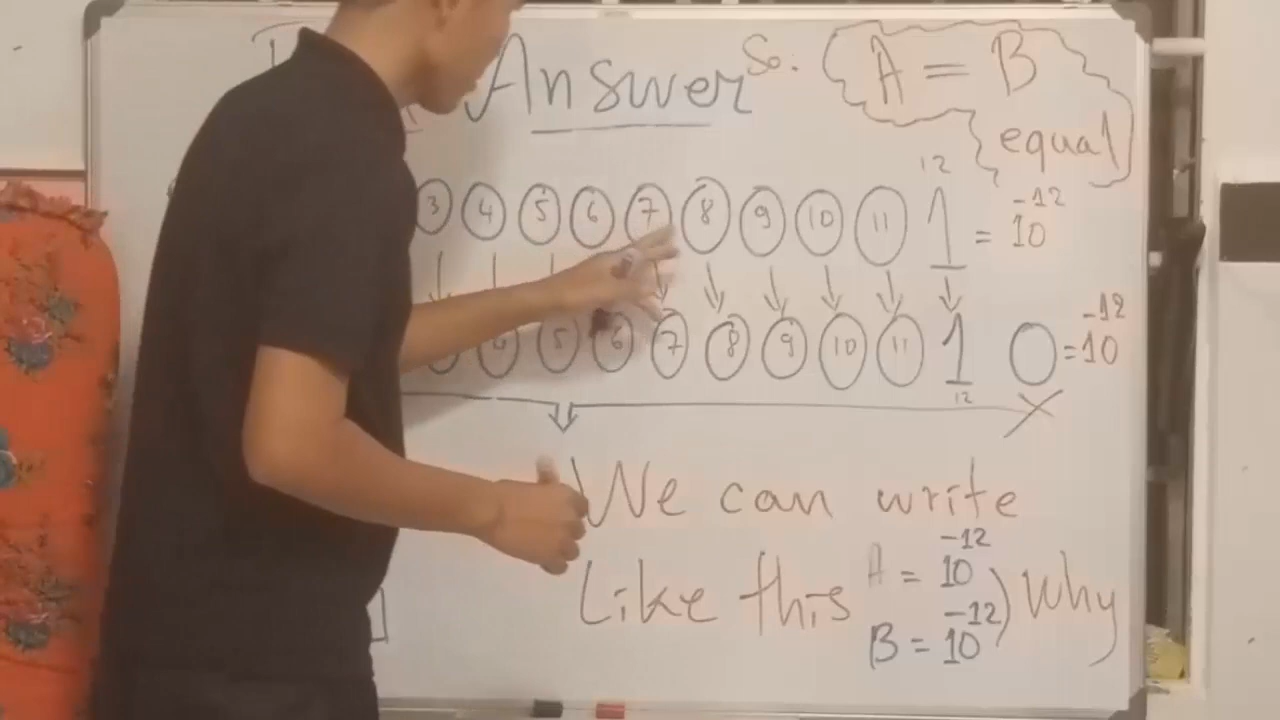 Answer So: A = B
equal
12
3 4 5 6 7 8 9 10 11 1 = 10⁻¹²
5 6 7 8 9 10 11 1 0 = 10⁻¹²
12 X
We can write
Like this A = 10⁻¹²
B = 10⁻¹² ) Why